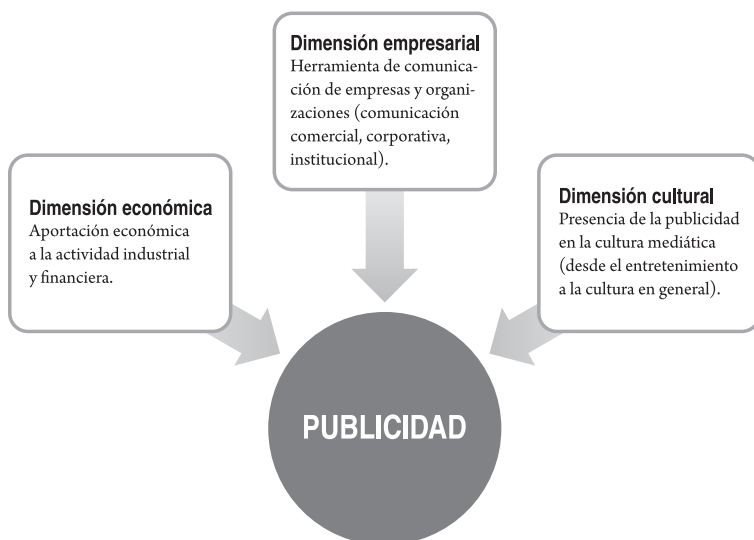 Dimensión empresarial
Herramienta de comunica-
ción de empresas y organi-
zaciones (comunicación
comercial, corporativa,
institucional).
Dimensión económica
Aportación económica
a la actividad industrial
y financiera.
Dimensión cultural
Presencia de la publicidad
en la cultura mediática
(desde el entretenimiento
a la cultura en general).
PUBLICIDAD